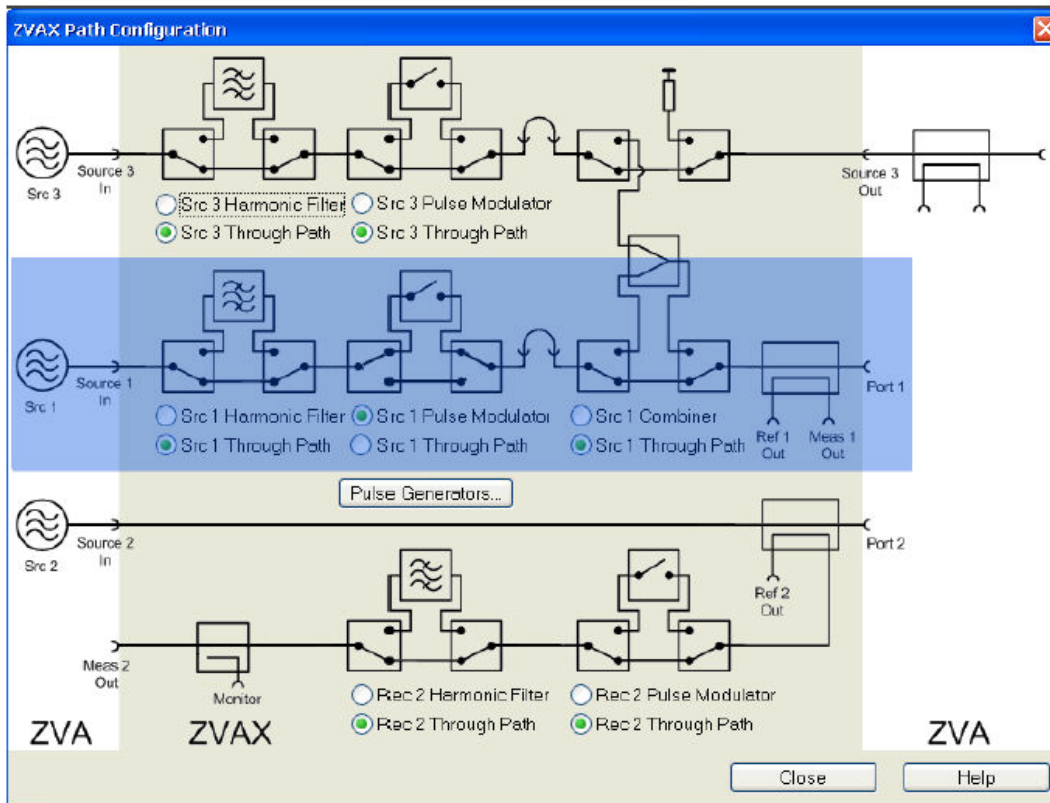 ZVAX Path Configuration
Src 3
Source 3
In
Source 3
Out
Src 3 Harmonic Filter
Src 3 Pulse Modulator
Src 3 Through Path
Src 3 Through Path
Src 1
Source 1
In
Port 1
Src 1 Harmonic Filter
Src 1 Pulse Modulator
Src 1 Combiner
Src 1 Through Path
Src 1 Through Path
Src 1 Through Path
Ref 1
Out
Meas 1
Out
Pulse Generators...
Src 2
Source 2
In
Port 2
Ref 2
Out
Meas 2
Out
Monitor
Rec 2 Harmonic Filter
Rec 2 Pulse Modulator
Rec 2 Through Path
Rec 2 Through Path
ZVA
ZVAX
ZVA
Close
Help